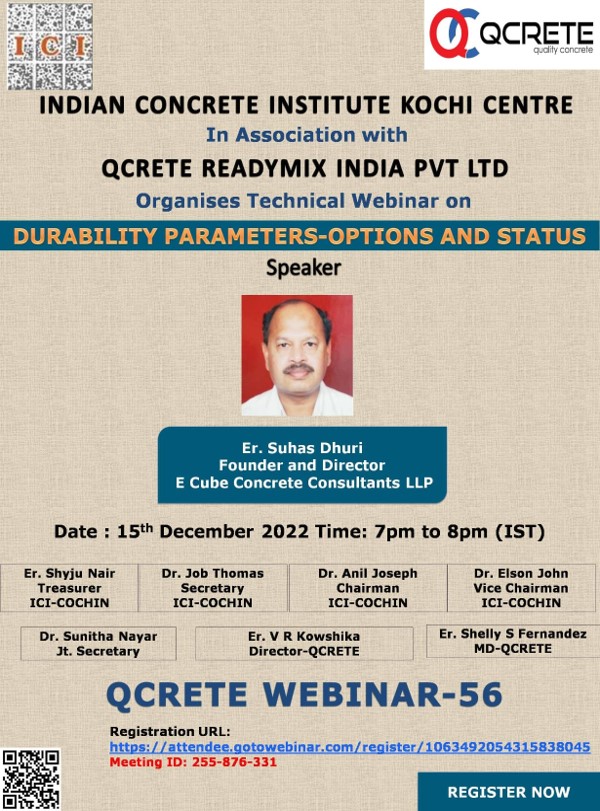 ICI
QCRETE
quality concrete
INDIAN CONCRETE INSTITUTE KOCHI CENTRE
In Association with
QCRETE READYMIX INDIA PVT LTD
Organises Technical Webinar on
DURABILITY PARAMETERS-OPTIONS AND STATUS
Speaker
Er. Suhas Dhuri
Founder and Director
E Cube Concrete Consultants LLP
Date : 15th December 2022 Time: 7pm to 8pm (IST)
Er. Shyju Nair
Treasurer
ICI-COCHIN
Dr. Job Thomas
Secretary
ICI-COCHIN
Dr. Anil Joseph
Chairman
ICI-COCHIN
Dr. Elson John
Vice Chairman
ICI-COCHIN
Dr. Sunitha Nayar
Jt. Secretary
Er. V R Kowshika
Director-QCRETE
Er. Shelly S Fernandez
MD-QCRETE
QCRETE WEBINAR-56
Registration URL:
https://attendee.gotowebinar.com/register/1063492054315838045
Meeting ID: 255-876-331
REGISTER NOW